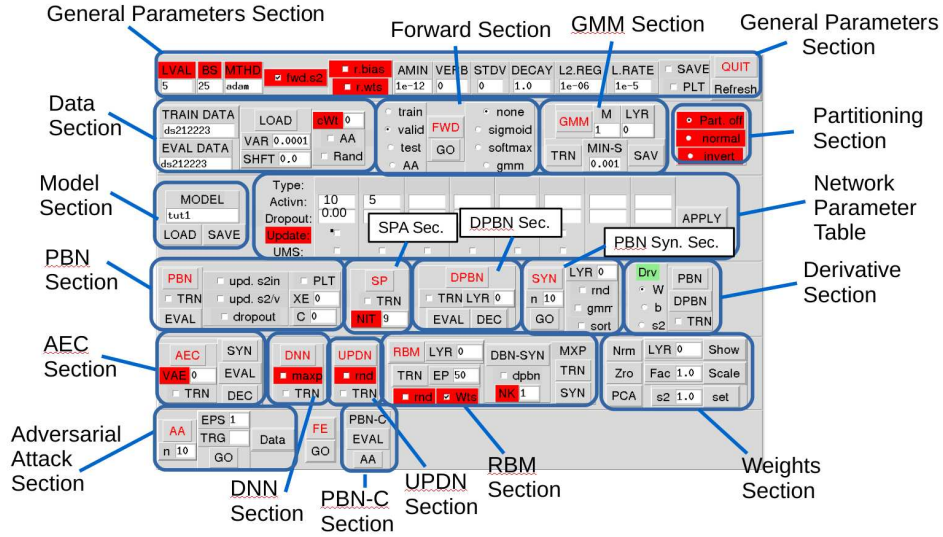 General Parameters Section
Forward Section
GMM Section
General Parameters
Section
LVAL BS MTHD fwd.s2 r.bias AMIN VERB STDV DECAY L2.REG L.RATE SAVE QUIT
5 25 adam r.wts 1e-12 0 0 1.0 1e-06 1e-5 PLT Refresh
Data
Section
TRAIN DATA LOAD cWt 0
ds212223 VAR 0.0001 AA
EVAL DATA SHFT 0.0 Rand
ds212223
train none
valid FWD sigmoid
test GO softmax
AA gmm
GMM M LYR
1 0
TRN MIN-S SAV
0.001
Part. off
normal
invert
Partitioning
Section
Model
Section
MODEL
tut1
LOAD SAVE
Type:
Activn: 10 5
Dropout: 0.00
Update:
UMS:
APPLY
Network
Parameter
Table
SPA Sec.
DPBN Sec.
PBN Syn. Sec.
PBN
Section
PBN upd. s2in PLT
TRN upd. s2/v XE 0
EVAL dropout C 0
SP
TRN
NIT 9
DPBN
TRN LYR 0
EVAL DEC
SYN LYR 0
n 10 rnd
GO gmm
sort
Drv PBN
W
b DPBN
s2 TRN
Derivative
Section
AEC
Section
AEC SYN
VAE 0 EVAL
TRN DEC
DNN
maxp
TRN
UPDN
rnd
TRN
RBM LYR 0 DBN-SYN MXP
TRN EP 50 dpbn TRN
rnd Wts NK 1 SYN
Nrm LYR 0 Show
Zro Fac 1.0 Scale
PCA s2 1.0 set
Adversarial
Attack
Section
AA EPS 1
TRG Data
n 10 GO
FE
GO
PBN-C
EVAL
AA
DNN
Section
PBN-C
Section
UPDN
Section
RBM
Section
Weights
Section